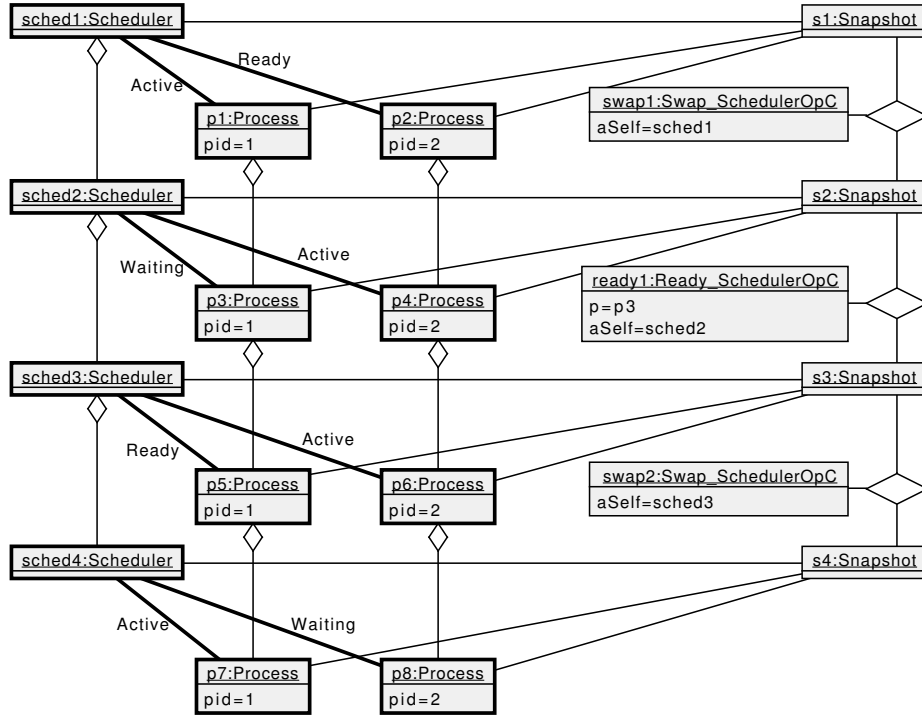 sched1:Scheduler
s1:Snapshot
Ready
Active
p1:Process
pid=1
p2:Process
pid=2
swap1:Swap_SchedulerOpC
aSelf=sched1
sched2:Scheduler
s2:Snapshot
Active
Waiting
p3:Process
pid=1
p4:Process
pid=2
ready1:Ready_SchedulerOpC
p=p3
aSelf=sched2
sched3:Scheduler
s3:Snapshot
Active
Ready
p5:Process
pid=1
p6:Process
pid=2
swap2:Swap_SchedulerOpC
aSelf=sched3
sched4:Scheduler
s4:Snapshot
Active
Waiting
p7:Process
pid=1
p8:Process
pid=2